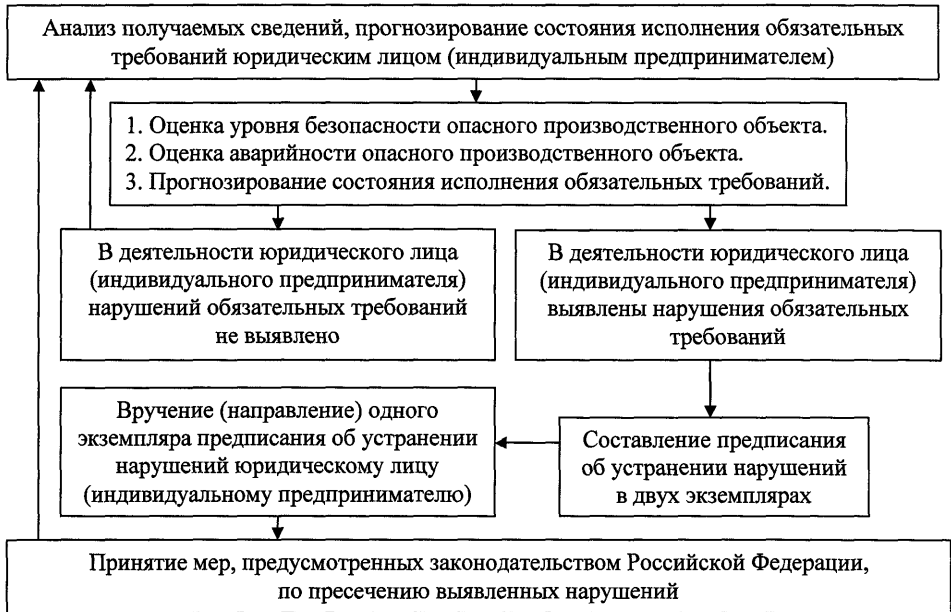 Анализ получаемых сведений, прогнозирование состояния исполнения обязательных
требований юридическим лицом (индивидуальным предпринимателем)
1. Оценка уровня безопасности опасного производственного объекта.
2. Оценка аварийности опасного производственного объекта.
3. Прогнозирование состояния исполнения обязательных требований.
В деятельности юридического лица
(индивидуального предпринимателя)
нарушений обязательных требований
не выявлено
В деятельности юридического лица
(индивидуального предпринимателя)
выявлены нарушения обязательных
требований
Составление предписания
об устранении нарушений
в двух экземплярах
Вручение (направление) одного
экземпляра предписания об устранении
нарушений юридическому лицу
(индивидуальному предпринимателю)
Принятие мер, предусмотренных законодательством Российской Федерации,
по пресечению выявленных нарушений